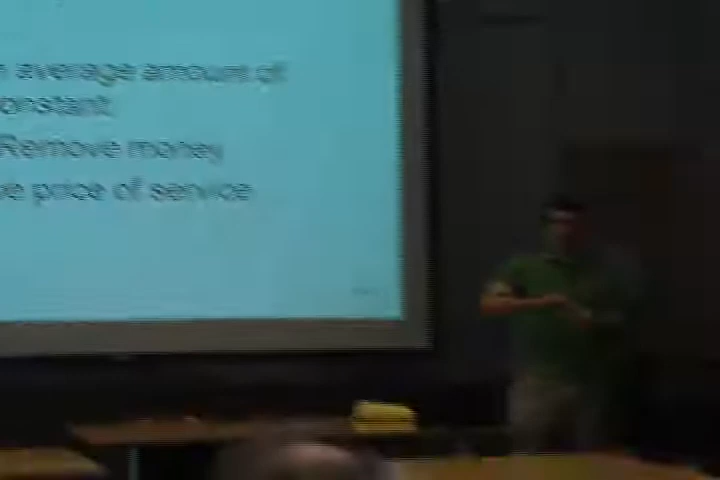 average amount of
onstant
Remove money
e price of service